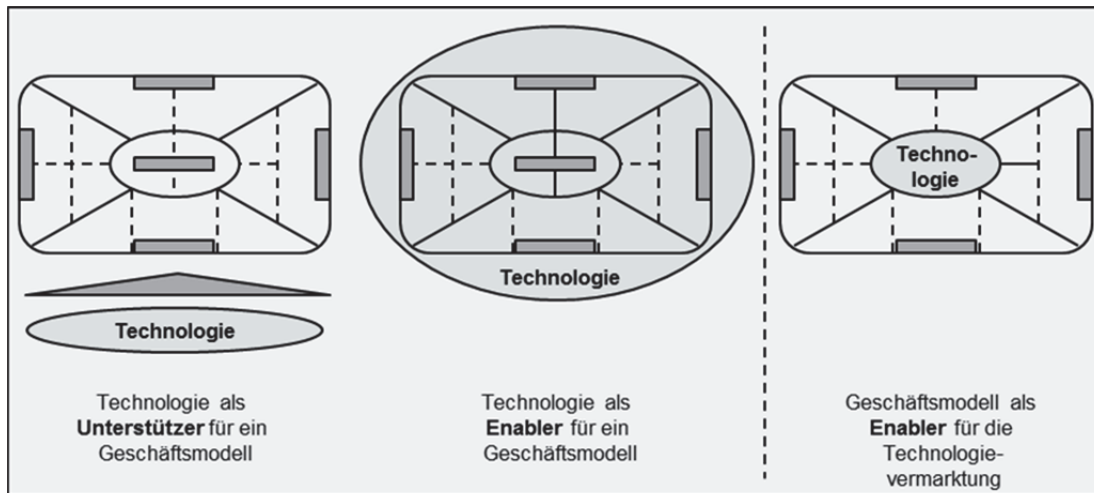 Technologie
Technologie als
Unterstützer für ein
Geschäftsmodell
Technologie
Technologie als
Enabler für ein
Geschäftsmodell
Techno-
logie
Geschäftsmodell als
Enabler für die
Technologie-
vermarktung